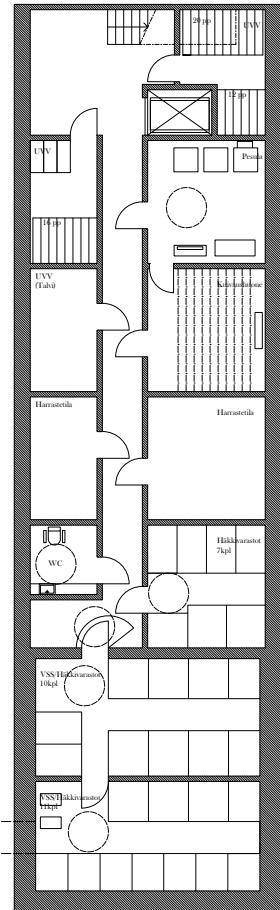 20 pp
UVV
12 pp
UVV
Pesula
16 pp
UVV
(Talvi)
Kuivaushuone
Harrastetila
Harrastetila
Häkkivarastot
7kpl
WC
VSS/Häkkivarastot
10kpl
VSS/Häkkivarastot
11kpl